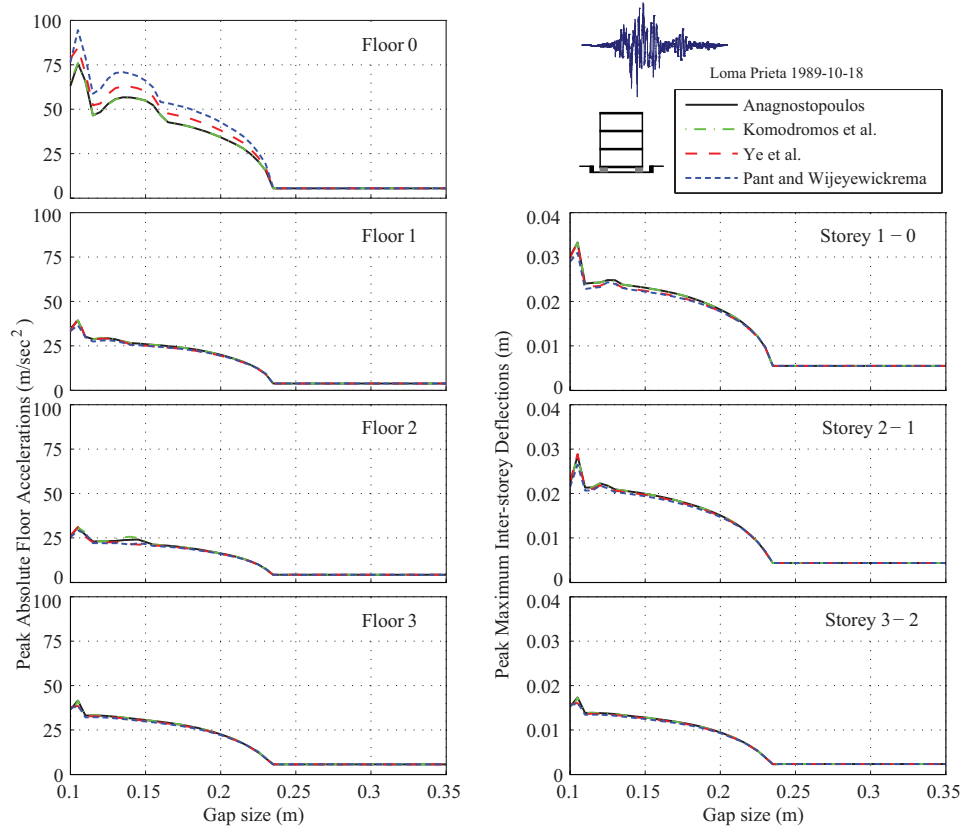 100
75
50
25
0
Floor 0
Loma Prieta 1989-10-18
Anagnostopoulos
Komodromos et al.
Ye et al.
Pant and Wijeyewickrema
100
75
50
25
0
Floor 1
0.04
0.03
0.02
0.01
0
Storey 1 − 0
100
75
50
25
0
Floor 2
0.04
0.03
0.02
0.01
0
Storey 2 − 1
100
75
50
25
0
Floor 3
0.04
0.03
0.02
0.01
0
Storey 3 − 2
Peak Absolute Floor Accelerations (m/sec2 )
Peak Maximum Inter-storey Deflections (m)
0.1 0.15 0.2 0.25 0.3 0.35
Gap size (m)
0.1 0.15 0.2 0.25 0.3 0.35
Gap size (m)